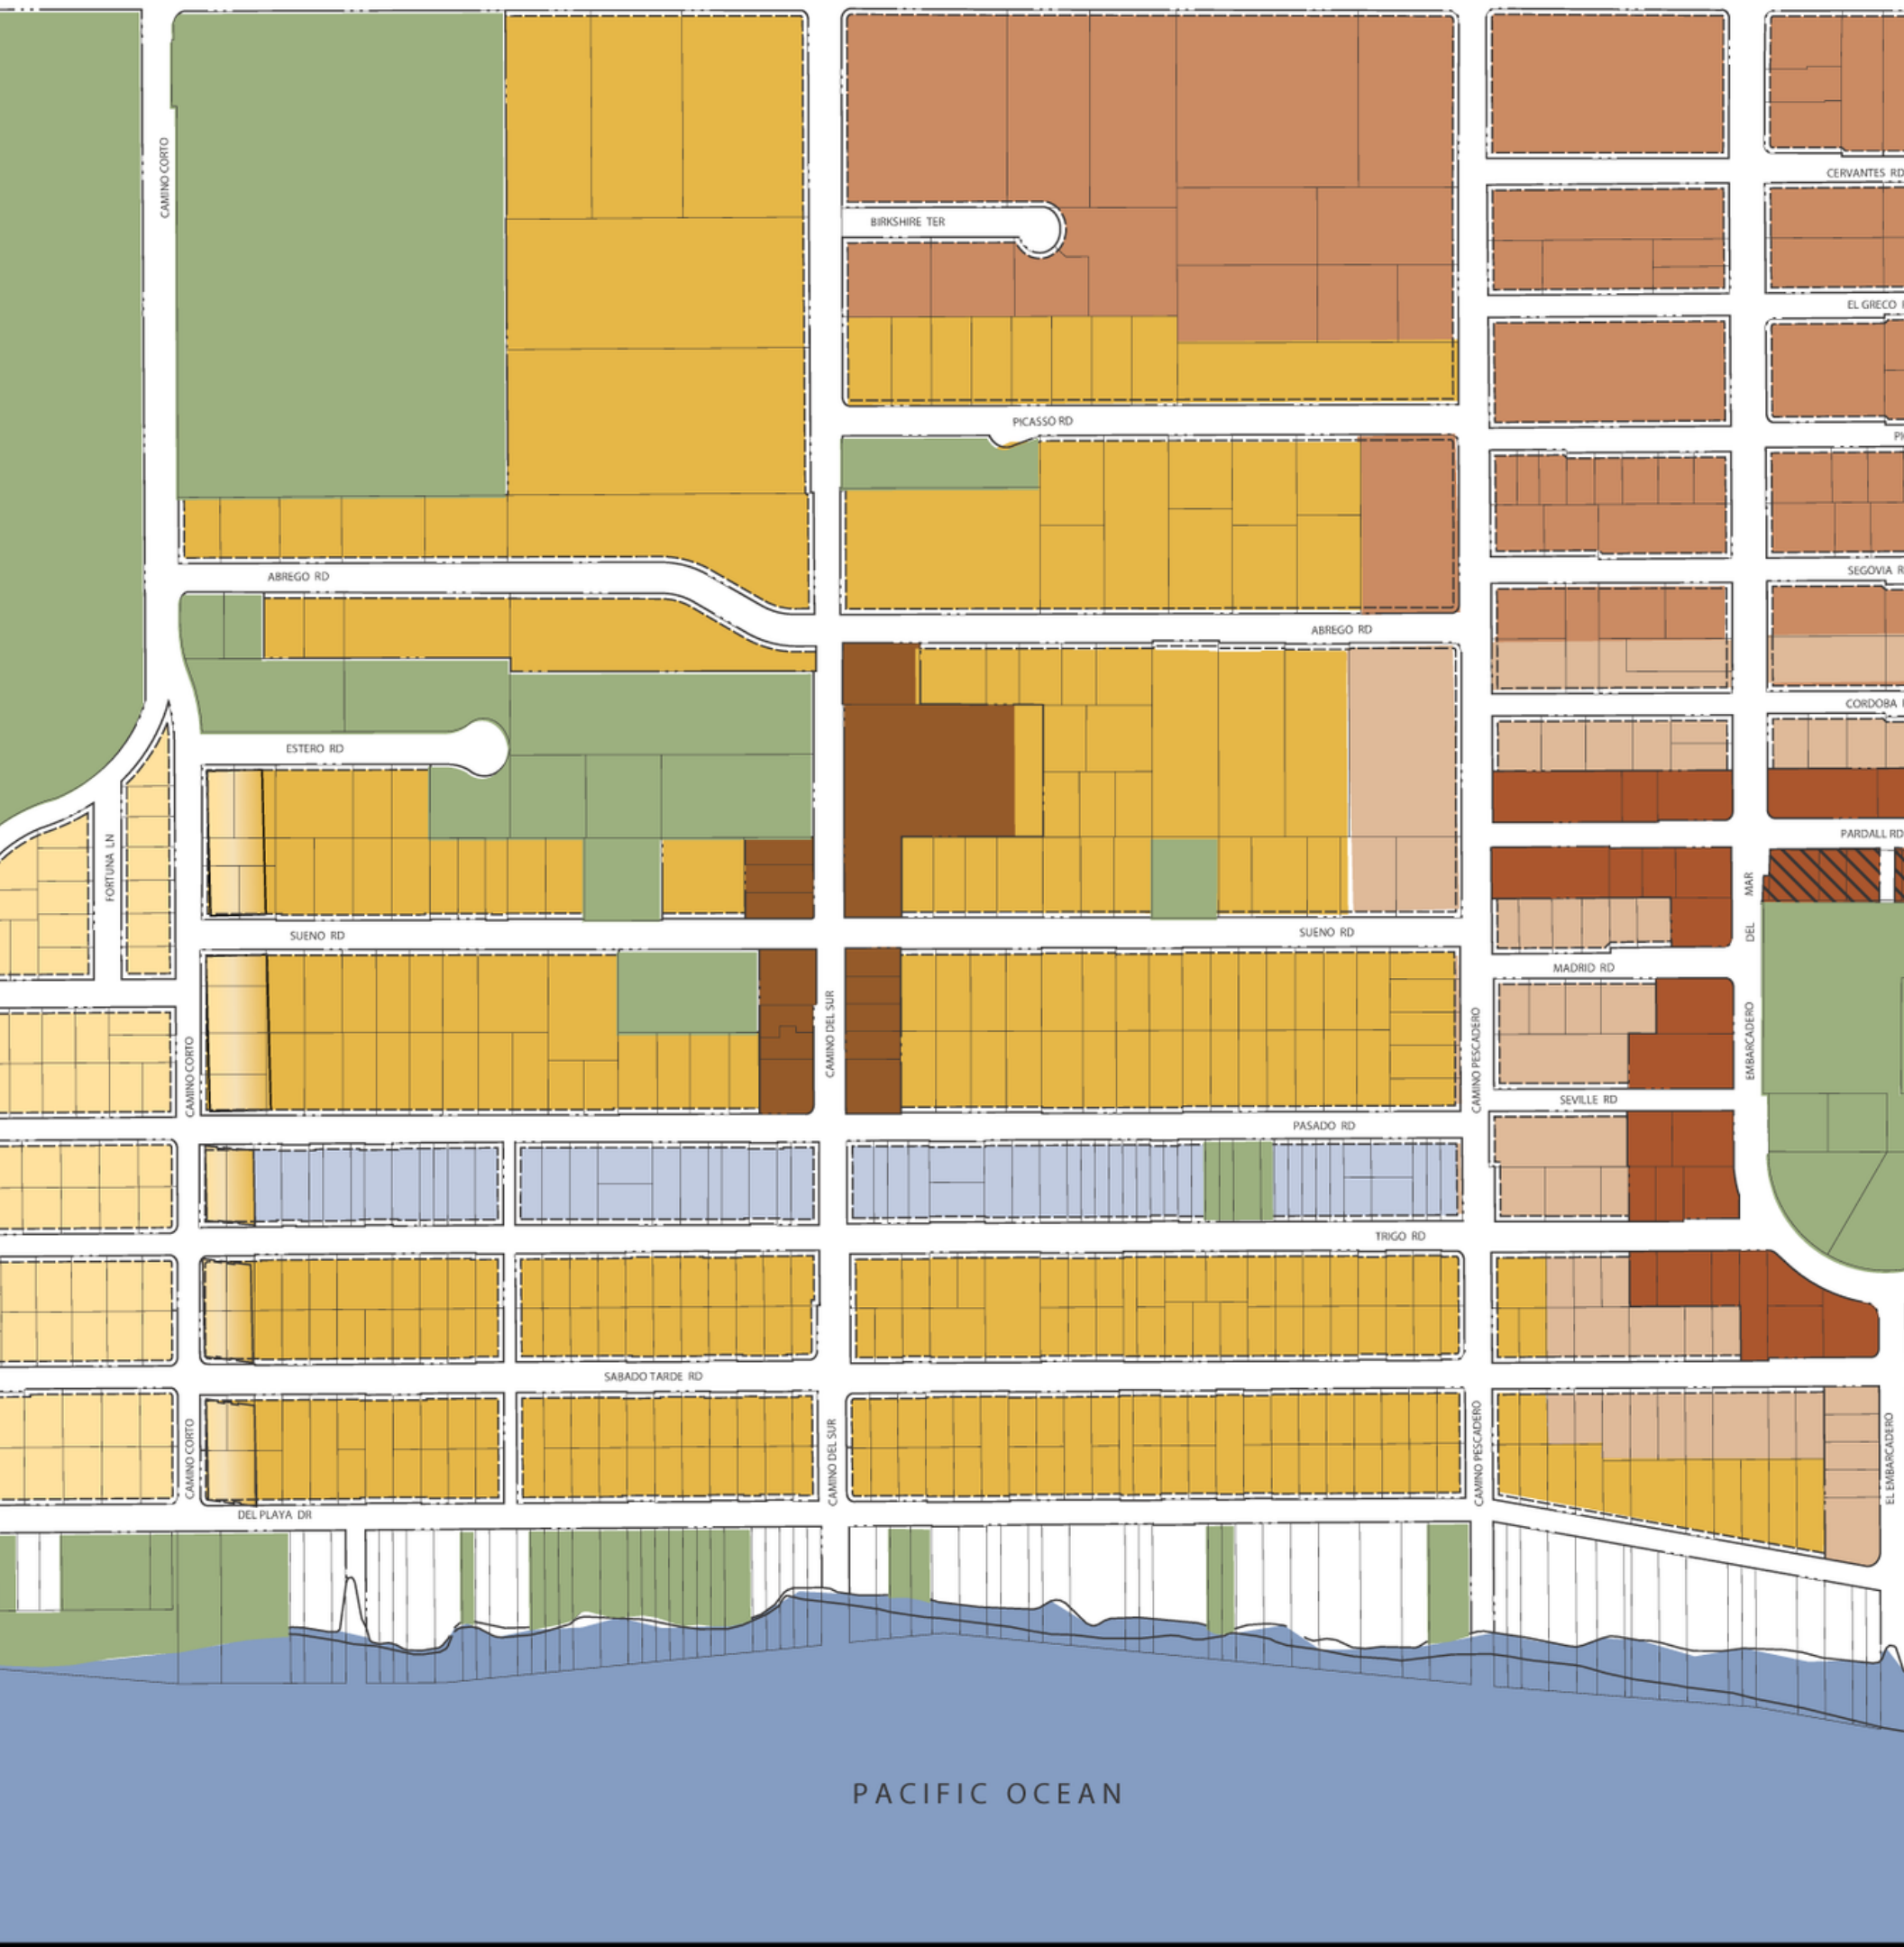 CAMINO CORTO
CERVANTES RD
BIRKSHIRE TER
EL GRECO
PICASSO RD
ABREGO RD
SEGOVIA R
ABREGO RD
CORDOBA
ESTERO RD
PARDALL RD
FORTUNA LN
DEL MAR
SUENO RD
SUENO RD
MADRID RD
CAMINO CORTO
CAMINO DEL SUR
CAMINO PESCADERO
EMBARCADERO
SEVILLE RD
PASADO RD
TRIGO RD
SABADO TARDE RD
CAMINO CORTO
CAMINO DEL SUR
CAMINO PESCADERO
EL EMBARCADERO
DEL PLAYA DR
PACIFIC OCEAN